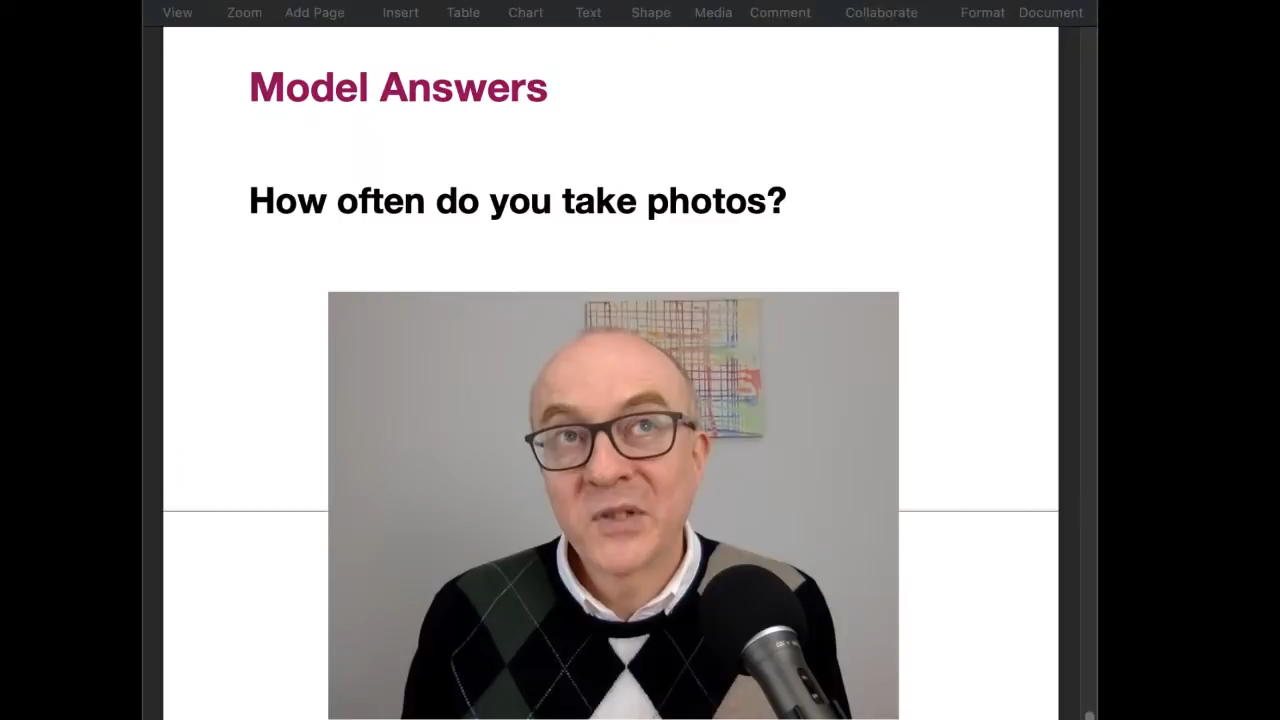 View Zoom Add Page Insert Table Chart Text Shape Media Comment Collaborate Format Document
Model Answers
How often do you take photos?